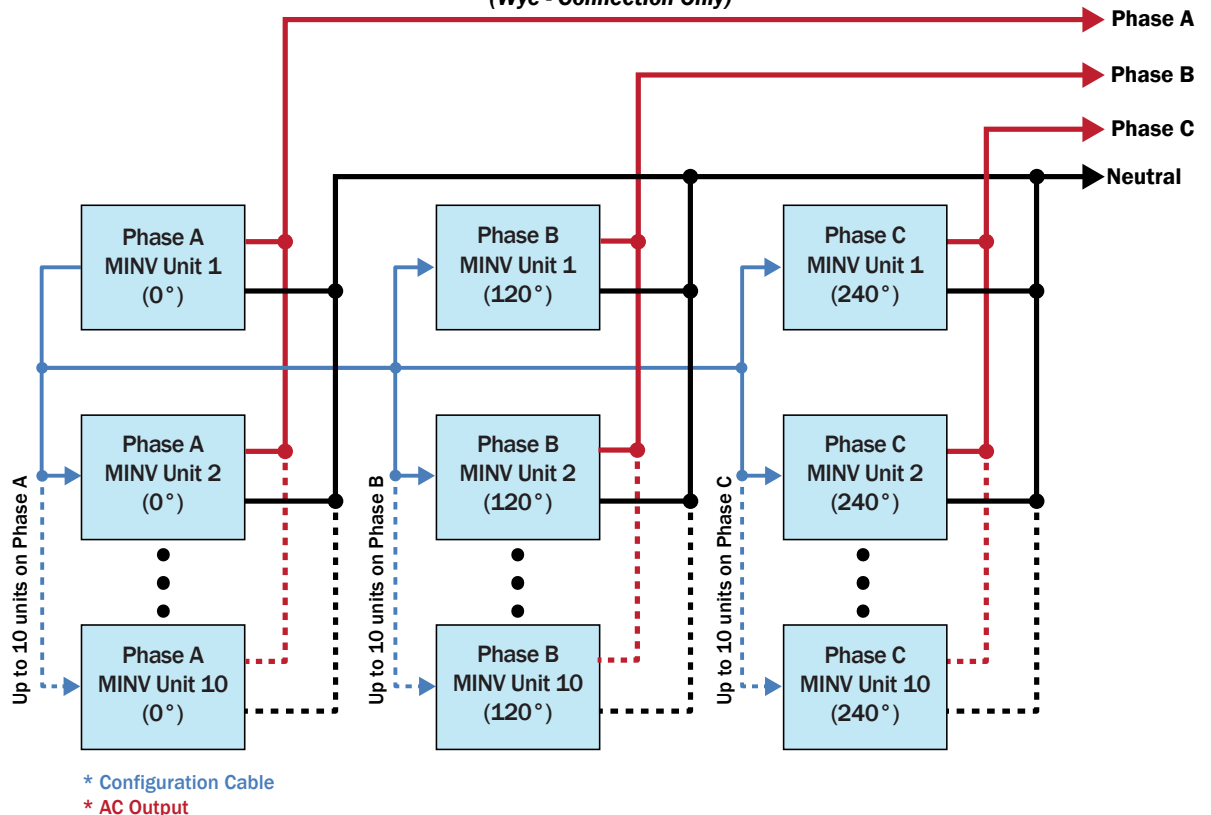 (Wye - Connection Only)
Phase A
Phase B
Phase C
Neutral
Phase A
MINV Unit 1
(0°)
Phase B
MINV Unit 1
(120°)
Phase C
MINV Unit 1
(240°)
Phase A
MINV Unit 2
(0°)
Phase B
MINV Unit 2
(120°)
Phase C
MINV Unit 2
(240°)
Up to 10 units on Phase A
Up to 10 units on Phase B
Up to 10 units on Phase C
Phase A
MINV Unit 10
(0°)
Phase B
MINV Unit 10
(120°)
Phase C
MINV Unit 10
(240°)
* Configuration Cable
* AC Output